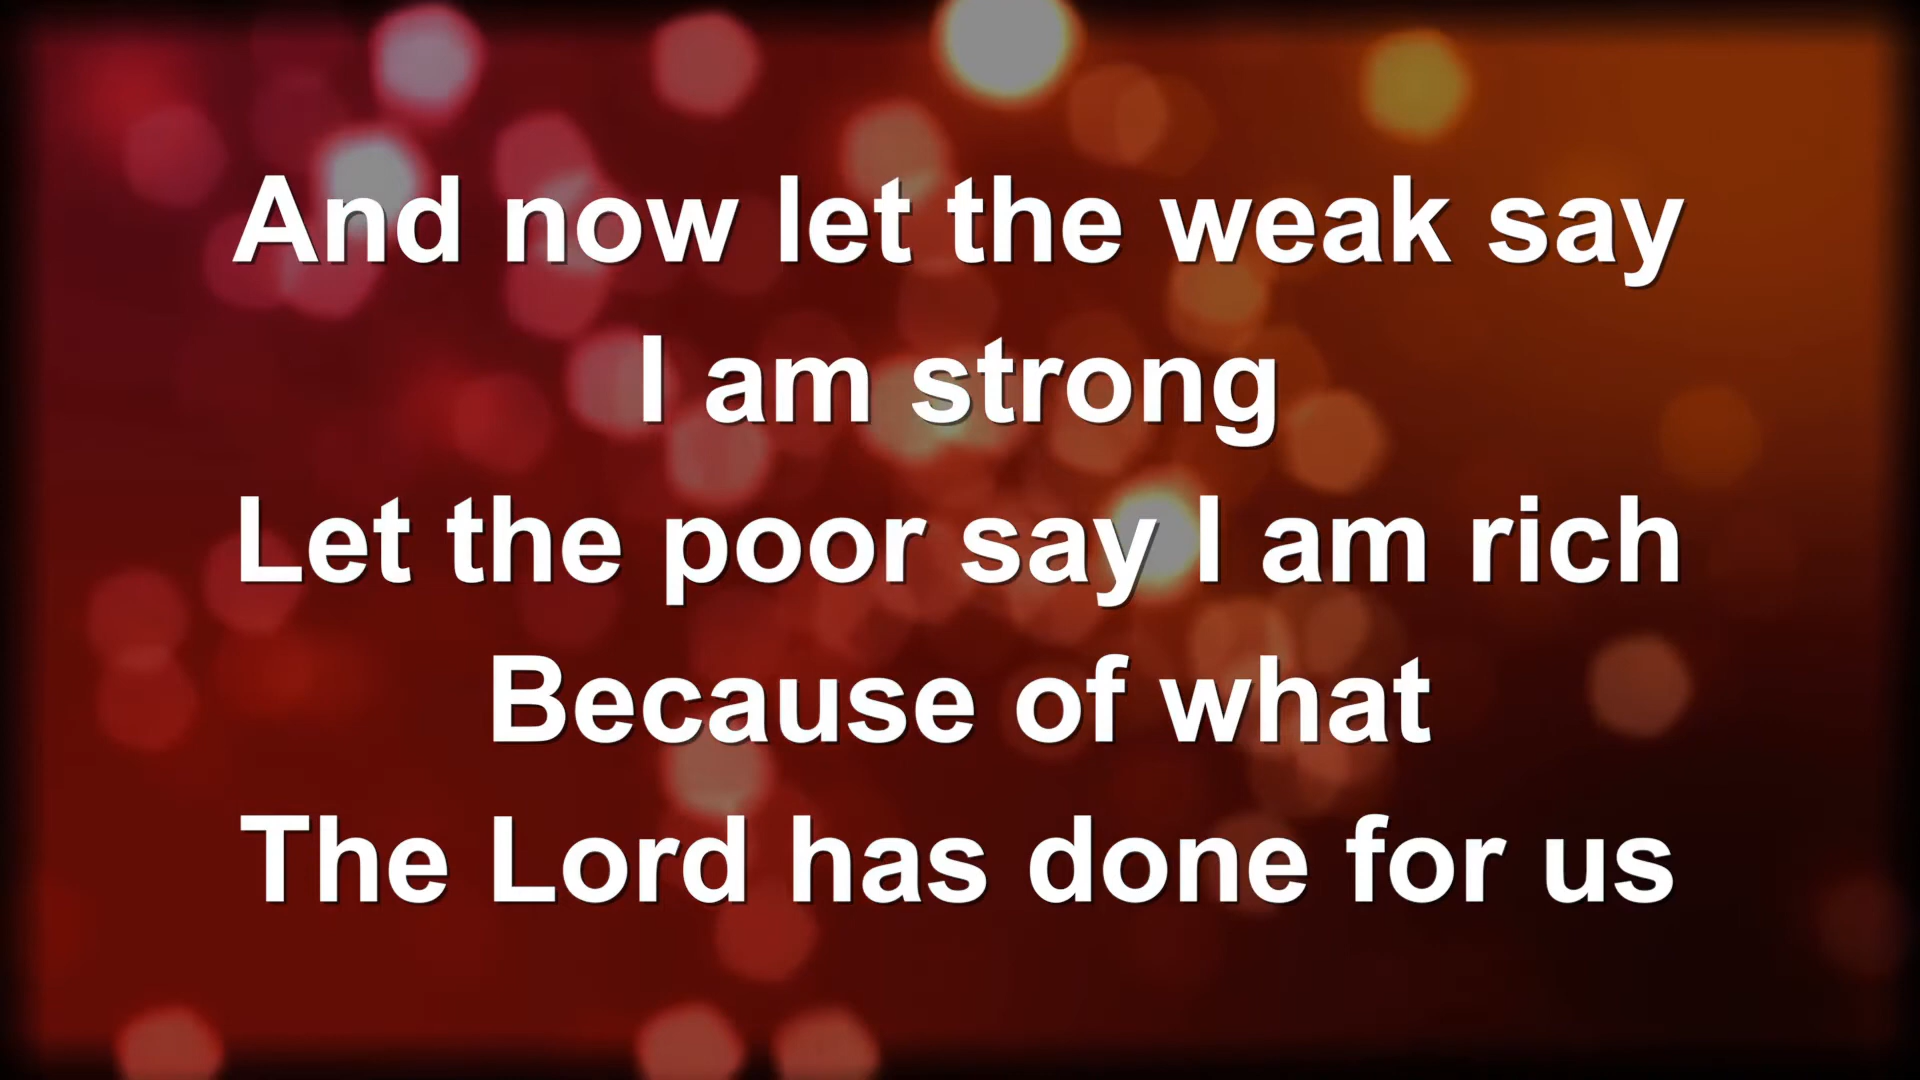 And now let the weak say
I am strong
Let the poor say I am rich
Because of what
The Lord has done for us